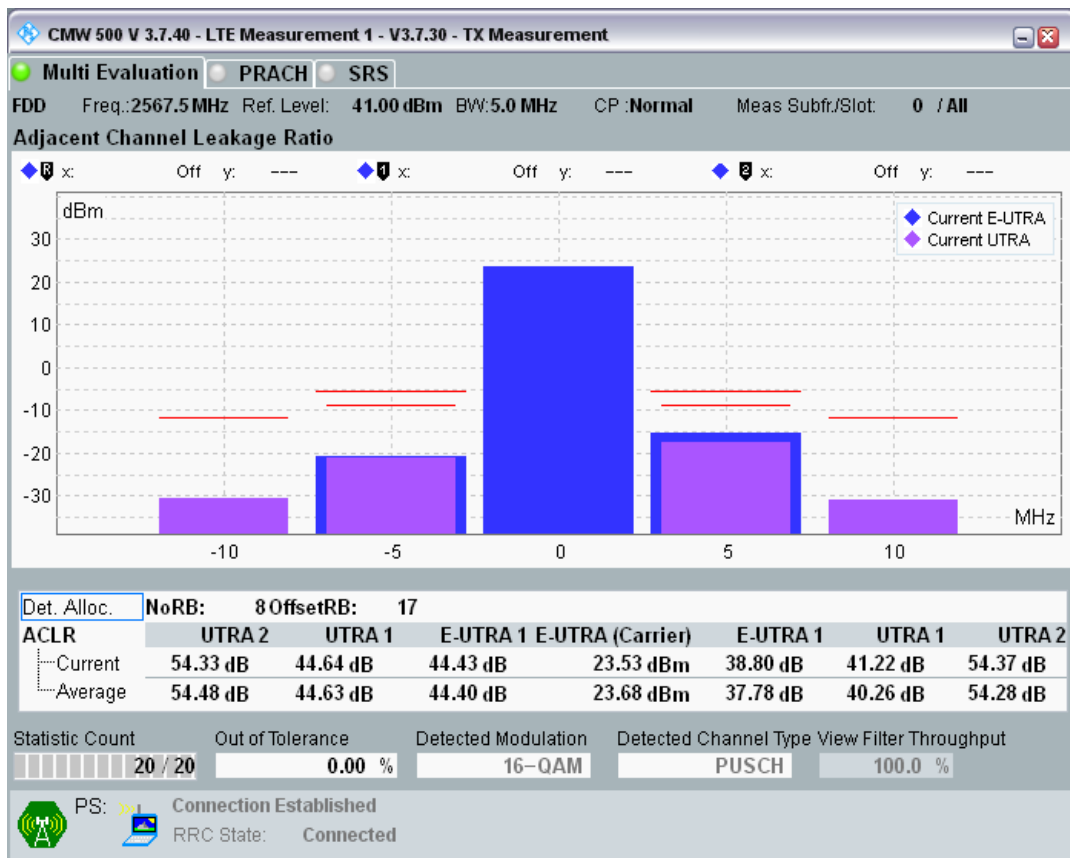 CMW 500 V 3.7.40 - LTE Measurement 1 - V3.7.30 - TX Measurement
Multi Evaluation PRACH SRS
FDD Freq.:2567.5 MHz Ref. Level: 41.00 dBm BW:5.0 MHz CP :Normal Meas Subfr./Slot: 0 / All
Adjacent Channel Leakage Ratio
R x: Off y: --- 1 x: Off y: --- 2 x: Off y: ---
dBm
Current E-UTRA
Current UTRA
30
20
10
0
-10
-20
-30
MHz
-10 -5 0 5 10
Det. Alloc. NoRB: 8 OffsetRB: 17
ACLR UTRA 2 UTRA 1 E-UTRA 1 E-UTRA (Carrier) E-UTRA 1 UTRA 1 UTRA 2
Current 54.33 dB 44.64 dB 44.43 dB 23.53 dBm 38.80 dB 41.22 dB 54.37 dB
Average 54.48 dB 44.63 dB 44.40 dB 23.68 dBm 37.78 dB 40.26 dB 54.28 dB
Statistic Count Out of Tolerance Detected Modulation Detected Channel Type View Filter Throughput
20 / 20 0.00 % 16-QAM PUSCH 100.0 %
PS: Connection Established
RRC State: Connected